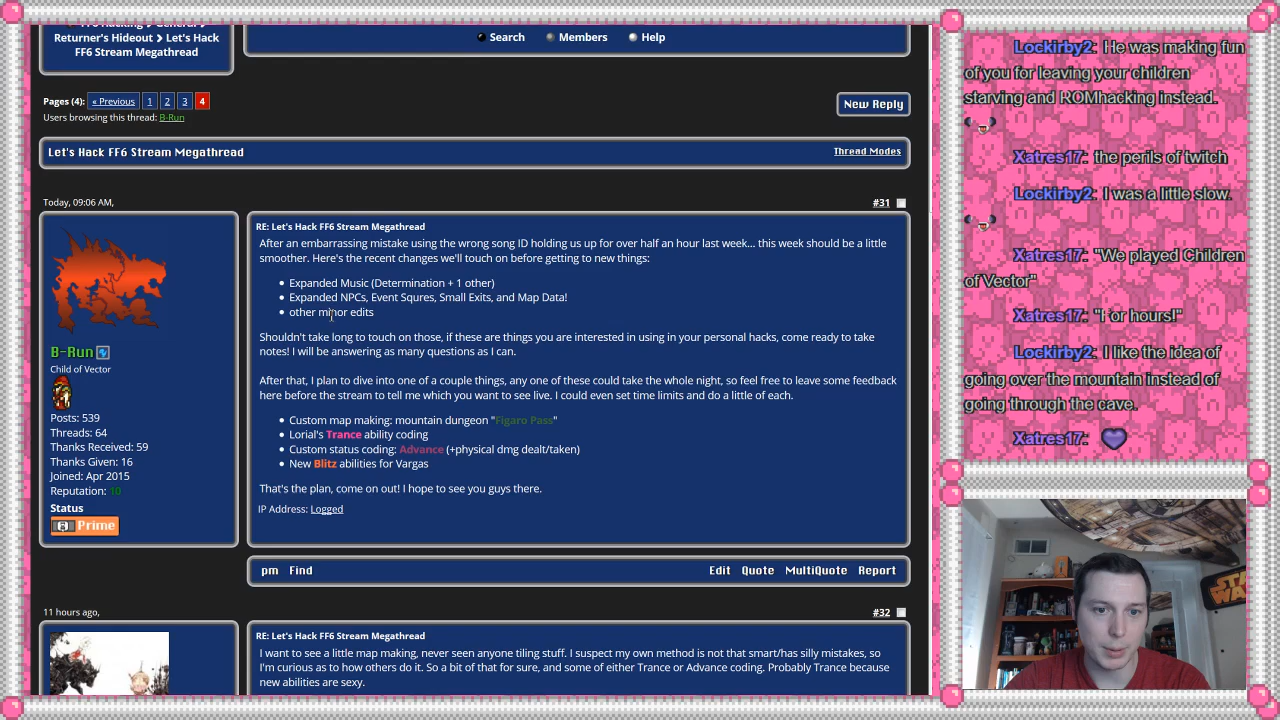 Returner's Hideout > Let's Hack
FF6 Stream Megathread
Search
Members
Help
Pages (4): « Previous 1 2 3 4
Users browsing this thread: B-Run
New Reply
Let's Hack FF6 Stream Megathread
Thread Modes
Today, 09:06 AM,
#31
B-Run
Child of Vector
Posts: 539
Threads: 64
Thanks Received: 59
Thanks Given: 16
Joined: Apr 2015
Reputation: 10
Status
Prime
RE: Let's Hack FF6 Stream Megathread
After an embarrassing mistake using the wrong song ID holding us up for over half an hour last week... this week should be a little
smoother. Here's the recent changes we'll touch on before getting to new things:
Expanded Music (Determination + 1 other)
Expanded NPCs, Event Squres, Small Exits, and Map Data!
other minor edits
Shouldn't take long to touch on those, if these are things you are interested in using in your personal hacks, come ready to take
notes! I will be answering as many questions as I can.
After that, I plan to dive into one of a couple things, any one of these could take the whole night, so feel free to leave some feedback
here before the stream to tell me which you want to see live. I could even set time limits and do a little of each.
Custom map making: mountain dungeon "Figaro Pass"
Lorial's Trance ability coding
Custom status coding: Advance (+physical dmg dealt/taken)
New Blitz abilities for Vargas
That's the plan, come on out! I hope to see you guys there.
IP Address: Logged
pm Find
Edit Quote MultiQuote Report
11 hours ago,
#32
RE: Let's Hack FF6 Stream Megathread
I want to see a little map making, never seen anyone tiling stuff. I suspect my own method is not that smart/has silly mistakes, so
I'm curious as to how others do it. So a bit of that for sure, and some of either Trance or Advance coding. Probably Trance because
new abilities are sexy.
Lockirby2: He was making fun
of you for leaving your children
starving and ROMhacking instead.
Xatres17: the perils of twitch
Lockirby2: I was a little slow.
Xatres17: "We played Children
of Vector"
Xatres17: "For hours!"
Lockirby2: I like the idea of
going over the mountain instead of
going through the cave.
Xatres17:
STAR
WARS